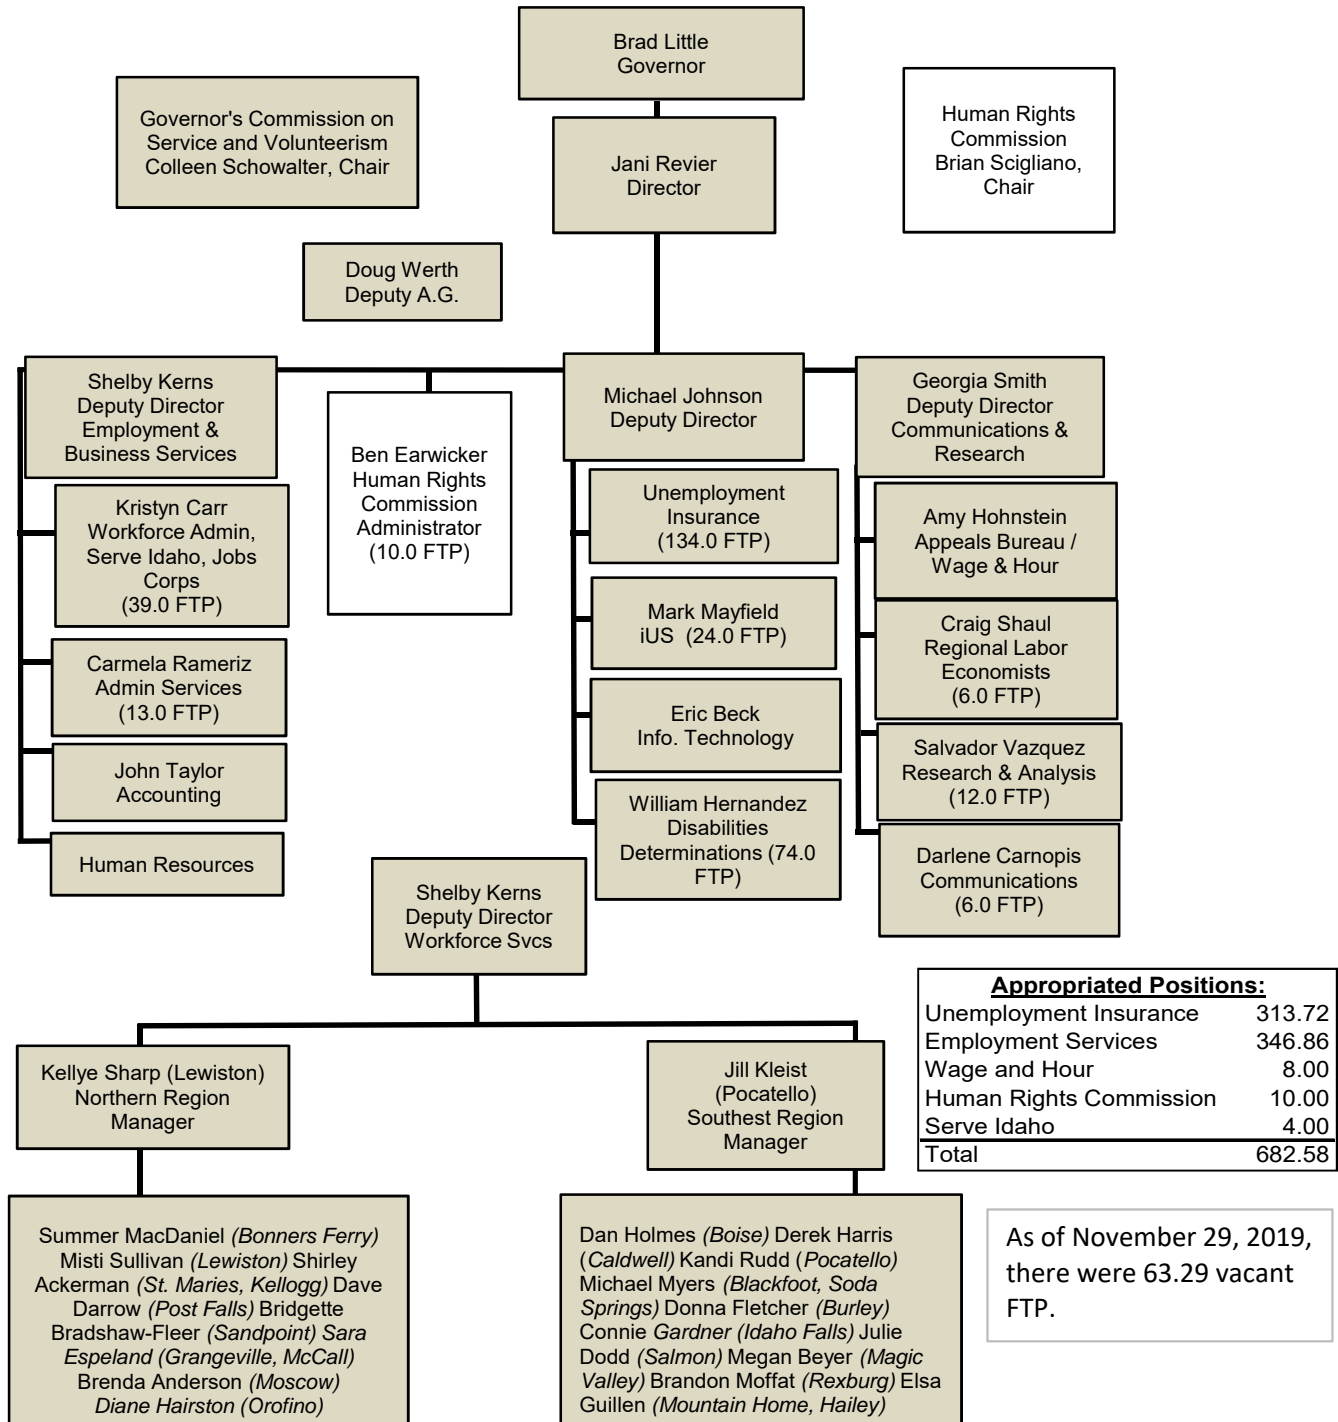 Brad Little
Governor
Governor's Commission on
Service and Volunteerism
Colleen Schowalter, Chair
Jani Revier
Director
Human Rights
Commission
Brian Scigliano,
Chair
Doug Werth
Deputy A.G.
Shelby Kerns
Deputy Director
Employment &
Business Services
Kristyn Carr
Workforce Admin,
Serve Idaho, Jobs
Corps
(39.0 FTP)
Carmela Rameriz
Admin Services
(13.0 FTP)
John Taylor
Accounting
Human Resources
Ben Earwicker
Human Rights
Commission
Administrator
(10.0 FTP)
Michael Johnson
Deputy Director
Unemployment
Insurance
(134.0 FTP)
Mark Mayfield
iUS (24.0 FTP)
Eric Beck
Info. Technology
William Hernandez
Disabilities
Determinations (74.0
FTP)
Georgia Smith
Deputy Director
Communications &
Research
Amy Hohnstein
Appeals Bureau /
Wage & Hour
Craig Shaul
Regional Labor
Economists
(6.0 FTP)
Salvador Vazquez
Research & Analysis
(12.0 FTP)
Darlene Carnopis
Communications
(6.0 FTP)
Shelby Kerns
Deputy Director
Workforce Svcs
Kellye Sharp (Lewiston)
Northern Region
Manager
Summer MacDaniel (Bonners Ferry)
Misti Sullivan (Lewiston) Shirley
Ackerman (St. Maries, Kellogg) Dave
Darrow (Post Falls) Bridgette
Bradshaw-Fleer (Sandpoint) Sara
Espeland (Grangeville, McCall)
Brenda Anderson (Moscow)
Diane Hairston (Orofino)
Jill Kleist
(Pocatello)
Southest Region
Manager
Dan Holmes (Boise) Derek Harris
(Caldwell) Kandi Rudd (Pocatello)
Michael Myers (Blackfoot, Soda
Springs) Donna Fletcher (Burley)
Connie Gardner (Idaho Falls) Julie
Dodd (Salmon) Megan Beyer (Magic
Valley) Brandon Moffat (Rexburg) Elsa
Guillen (Mountain Home, Hailey)
Appropriated Positions:
Unemployment Insurance 313.72
Employment Services 346.86
Wage and Hour 8.00
Human Rights Commission 10.00
Serve Idaho 4.00
Total 682.58
As of November 29, 2019,
there were 63.29 vacant
FTP.